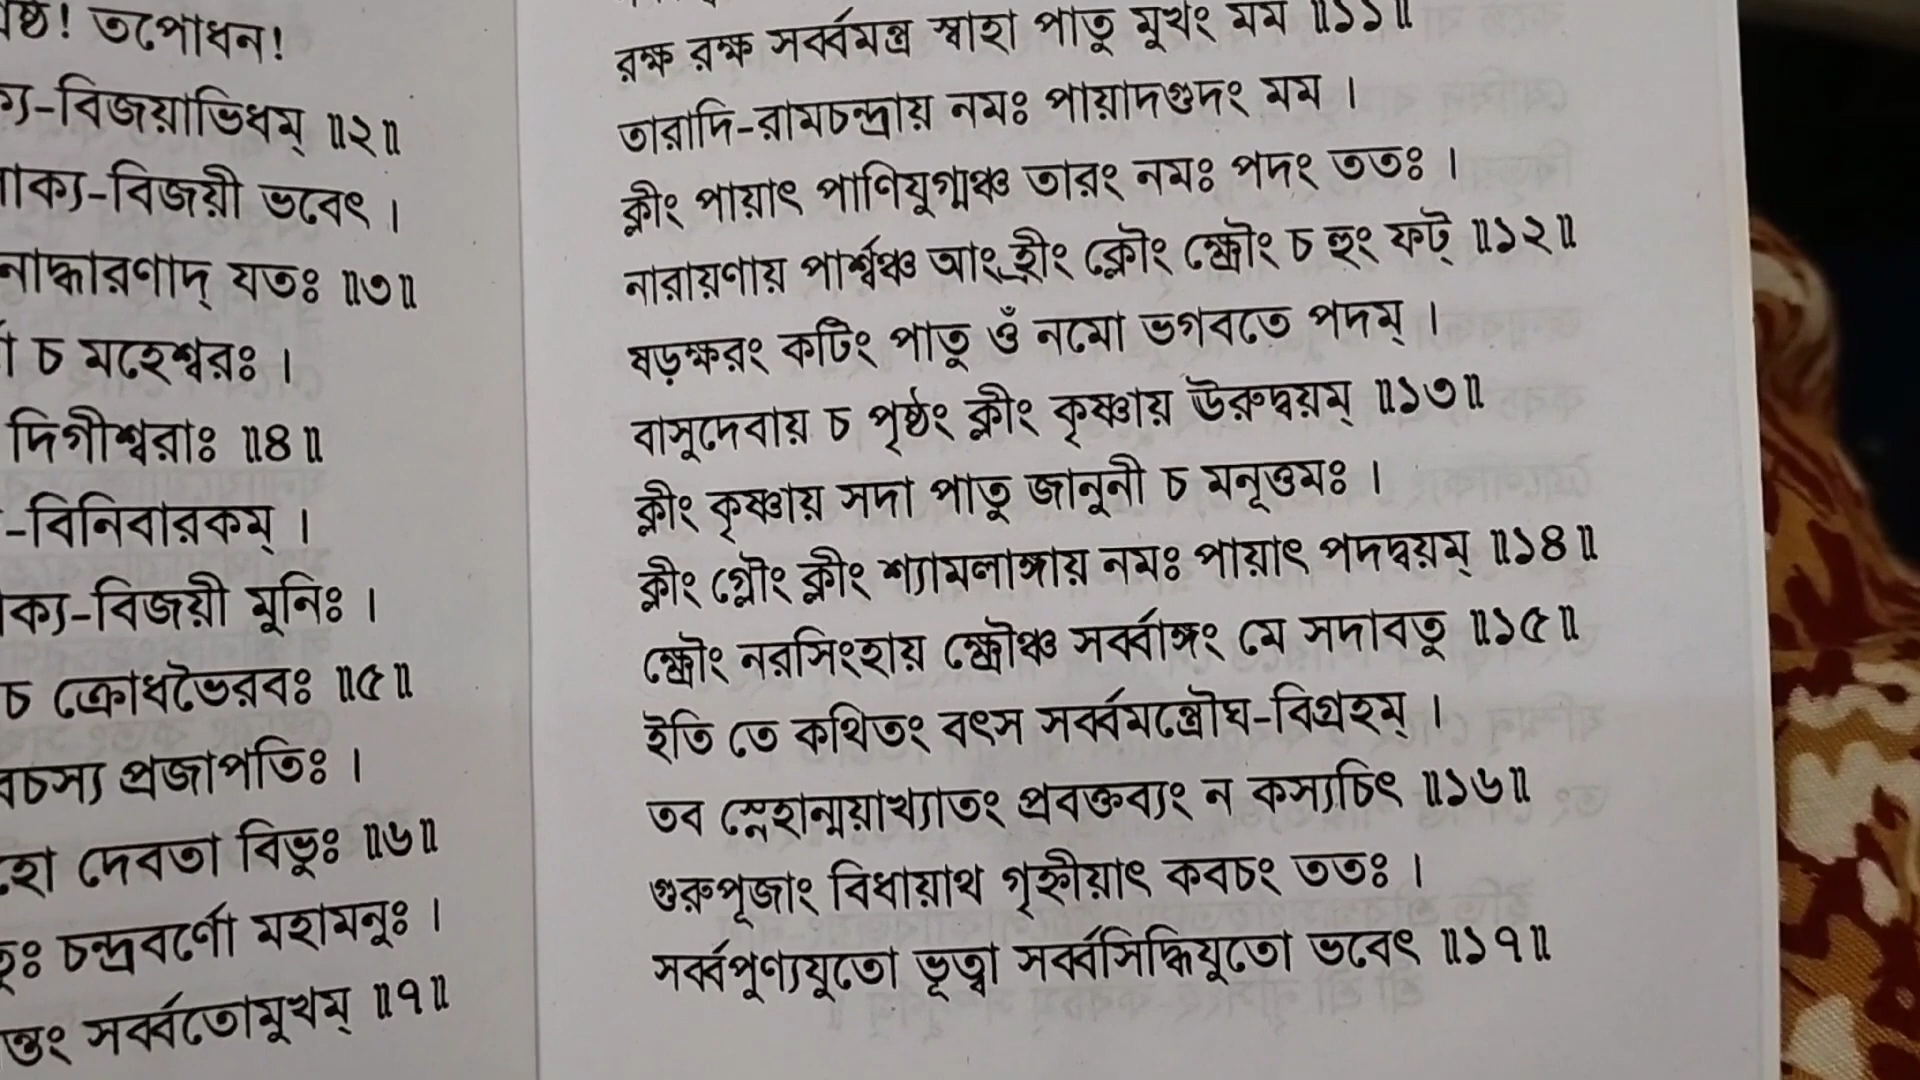 তপোধন!
-বিজয়াভিধম্ ॥২॥
-বিজয়ী ভবেৎ ।
যতঃ ॥৩॥
চ মহেশ্বরঃ ।
দিগীশ্বরাঃ ॥৪॥
-বিনিবারকম্ ।
-বিজয়ী মুনিঃ ।
চ ক্রোধভৈরবঃ ॥৫॥
প্রজাপতিঃ ।
দেবতা বিভুঃ ॥৬॥
চন্দ্রবর্ণো মহামনুঃ ।
সর্ব্বতোমুখম্ ॥৭॥
রক্ষ রক্ষ সর্ব্বমন্ত্র স্বাহা পাতু মুখং মম ॥১১॥
তারাদি-রামচন্দ্রায় নমঃ পায়াদগুদং মম ।
ক্লীং পায়াৎ পাণিযুগ্মঞ্চ তারং নমঃ পদং ততঃ ।
নারায়ণায় পার্শ্বঞ্চ আং হ্রীং ক্লৌং ক্ষ্রৌং চ হুং ফট্ ॥১২॥
ষড়ক্ষরং কটিং পাতু ওঁ নমো ভগবতে পদম্ ।
বাসুদেবায় চ পৃষ্ঠং ক্লীং কৃষ্ণায় ঊরুদ্বয়ম্ ॥১৩॥
ক্লীং কৃষ্ণায় সদা পাতু জানুনী চ মনূত্তমঃ ।
ক্লীং গ্লৌং ক্লীং শ্যামলাঙ্গায় নমঃ পায়াৎ পদদ্বয়ম্ ॥১৪॥
ক্ষ্রৌং নরসিংহায় ক্ষ্রৌঞ্চ সর্ব্বাঙ্গং মে সদাবতু ॥১৫॥
ইতি তে কথিতং বৎস সর্ব্বমন্ত্রৌঘ-বিগ্রহম্ ।
তব স্নেহান্ময়াখ্যাতং প্রবক্তব্যং ন কস্যচিৎ ॥১৬॥
গুরুপূজাং বিধায়াথ গৃহ্নীয়াৎ কবচং ততঃ ।
সর্ব্বপুণ্যযুতো ভূত্বা সর্ব্বসিদ্ধিযুতো ভবেৎ ॥১৭॥